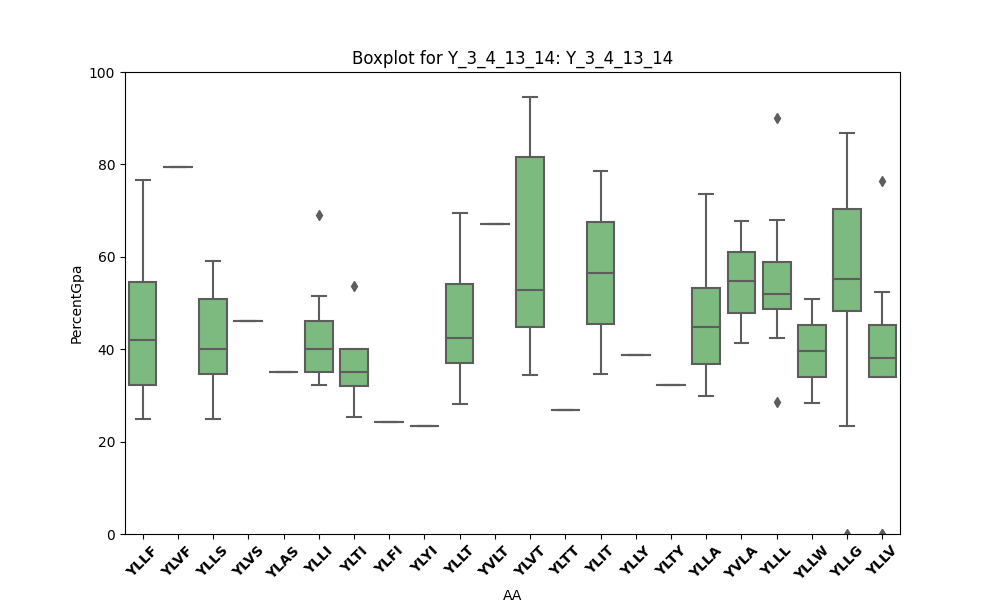 Boxplot for Y_3_4_13_14: Y_3_4_13_14
100
80
60
40
20
0
PercentGpa
YLLF YLVF YLLS YLVS YLAS YLLI YLTI YLFI YLYI YLLT YVLT YLVT YLTT YLIT YLLY YLTY YLLA YVLA YLLL YLLW YLLG YLLV
AA